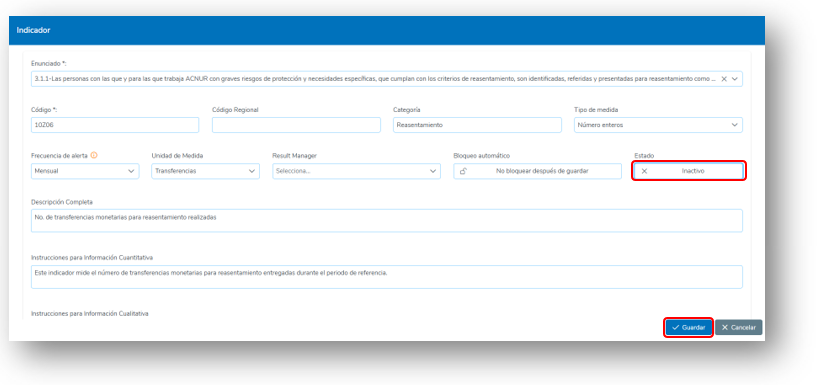 Indicador
Enunciado *:
3.1.1-Las personas con las que y para las que trabaja ACNUR con graves riesgos de protección y necesidades específicas, que cumplan con los criterios de reasentamiento, son identificadas, referidas y presentadas para reasentamiento como ...
Código *: Código Regional Categoría Tipo de medida
10206 Reasentamiento Número enteros
Frecuencia de alerta Unidad de Medida Result Manager Bloqueo automático Estado
Mensual Transferencias Selecciona... No bloquear después de guardar Inactivo
Descripción Completa
No. de transferencias monetarias para reasentamiento realizadas
Instrucciones para Información Cuantitativa
Este indicador mide el número de transferencias monetarias para reasentamiento entregadas durante el periodo de referencia.
Instrucciones para Información Cualitativa
Guardar Cancelar